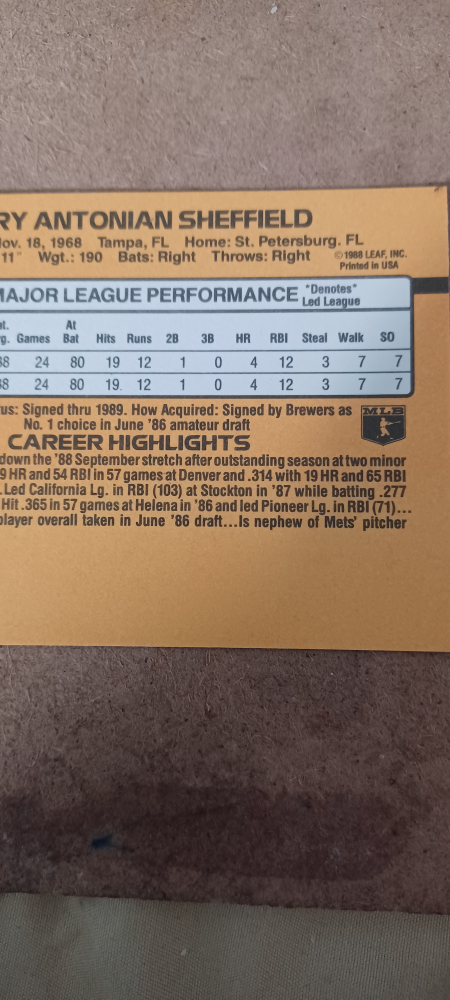 RY ANTONIAN SHEFFIELD
Nov. 18, 1968 Tampa, FL Home: St. Petersburg. FL
11" Wgt.: 190 Bats: Right Throws: Right ©1988 LEAF, INC.
Printed in USA
MAJOR LEAGUE PERFORMANCE *Denotes*
Led League
At
Games Bat Hits Runs 2B 3B HR RBI Steal Walk SO
38 24 80 19 12 1 0 4 12 3 7 7
38 24 80 19 12 1 0 4 12 3 7 7
us: Signed thru 1989. How Acquired: Signed by Brewers as
No. 1 choice in June '86 amateur draft
MLB
CAREER HIGHLIGHTS
down the '88 September stretch after outstanding season at two minor
9 HR and 54 RBI in 57 games at Denver and .314 with 19 HR and 65 RBI
. Led California Lg. in RBI (103) at Stockton in '87 while batting .277
Hit .365 in 57 games at Helena in '86 and led Pioneer Lg. in RBI (71)...
player overall taken in June '86 draft...Is nephew of Mets' pitcher